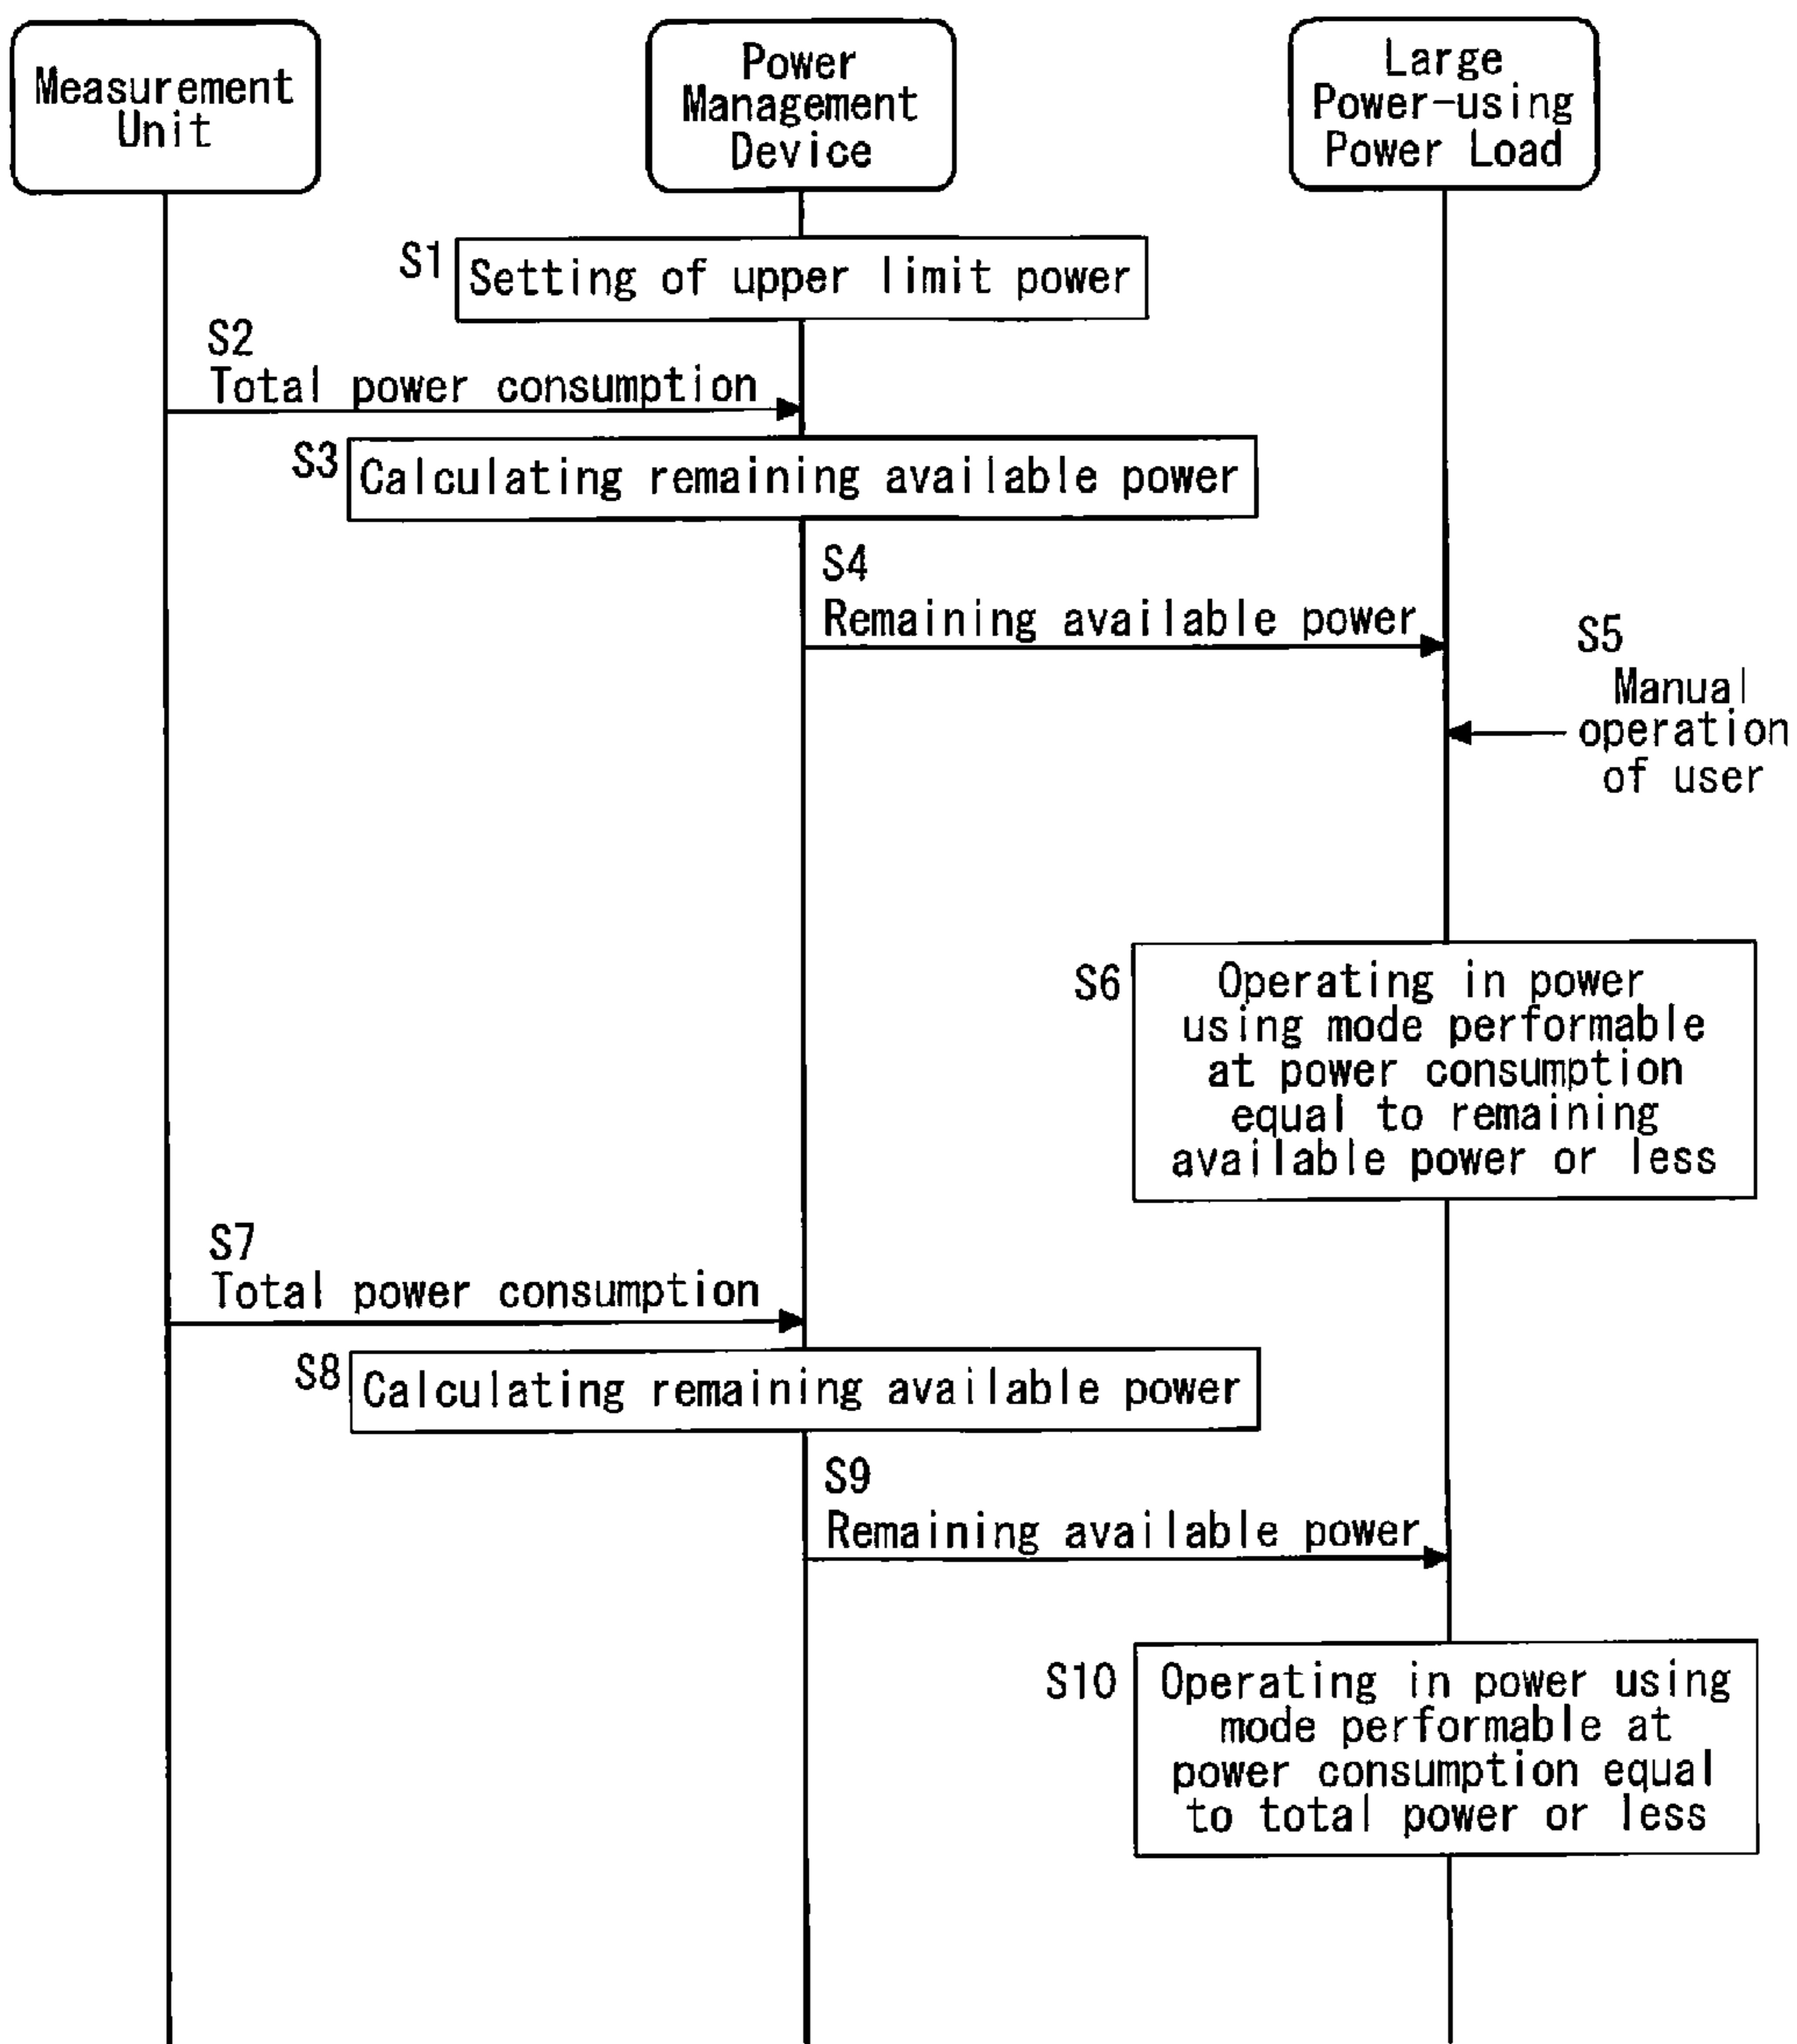 Measurement
Unit
Power
Management
Device
Large
Power-using
Power Load
S1
Setting of upper limit power
S2
Total power consumption
S3
Calculating remaining available power
S4
Remaining available power
S5
Manual
operation
of user
S6
Operating in power
using mode performable
at power consumption
equal to remaining
available power or less
S7
Total power consumption
S8
Calculating remaining available power
S9
Remaining available power
S10
Operating in power using
mode performable at
power consumption equal
to total power or less